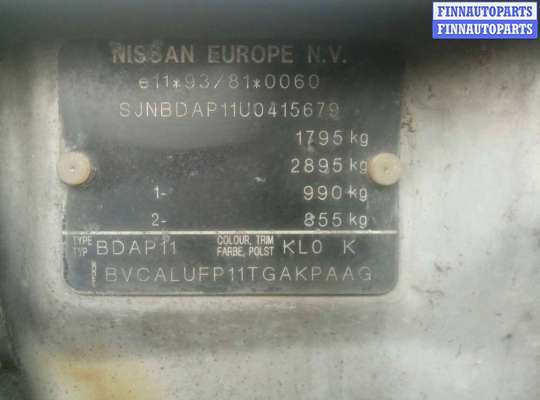 FINNAUTOPARTS
FINNAUTOPARTS
NISSAN EUROPE N.V.
e11*93/81*0060
SJNBDAP11U0415679
1795 kg
2895 kg
1- 990 kg
2- 855 kg
TYPE TYP BDAP11 COLOUR, TRIM FARBE, POLST KL0 K
BVCALUFP11TGAKPAAG